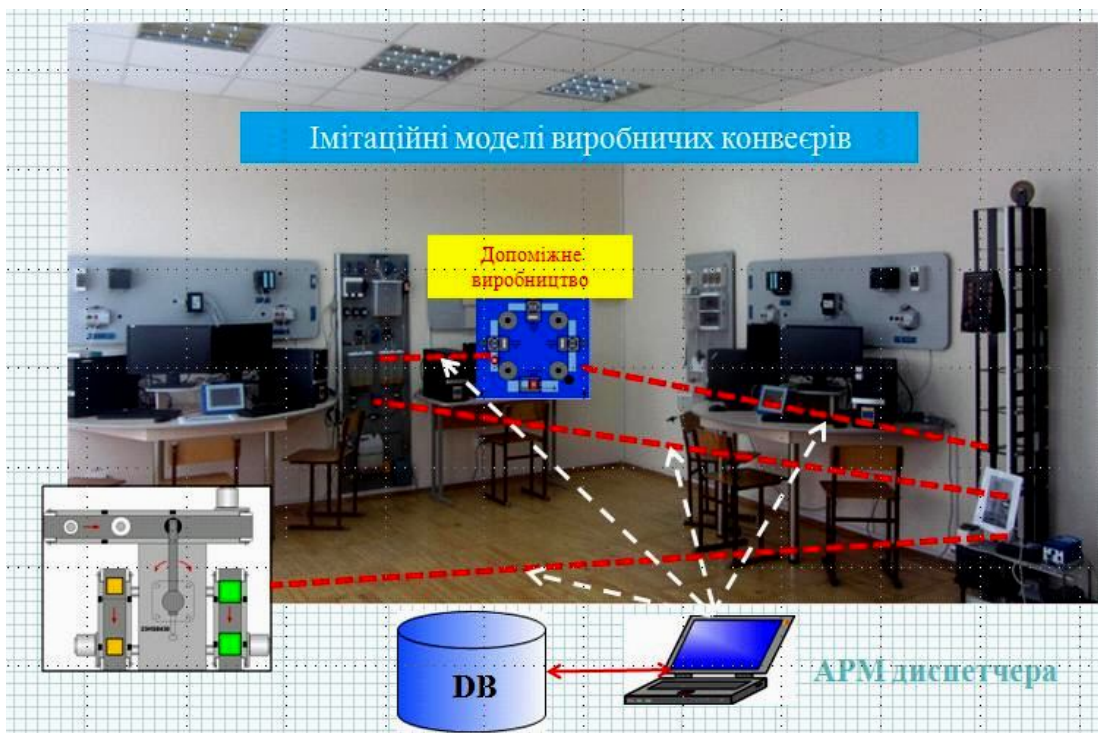 Імітаційні моделі виробничих конвеєрів
Допоміжне
виробництво
DB
АРМ диспетчера